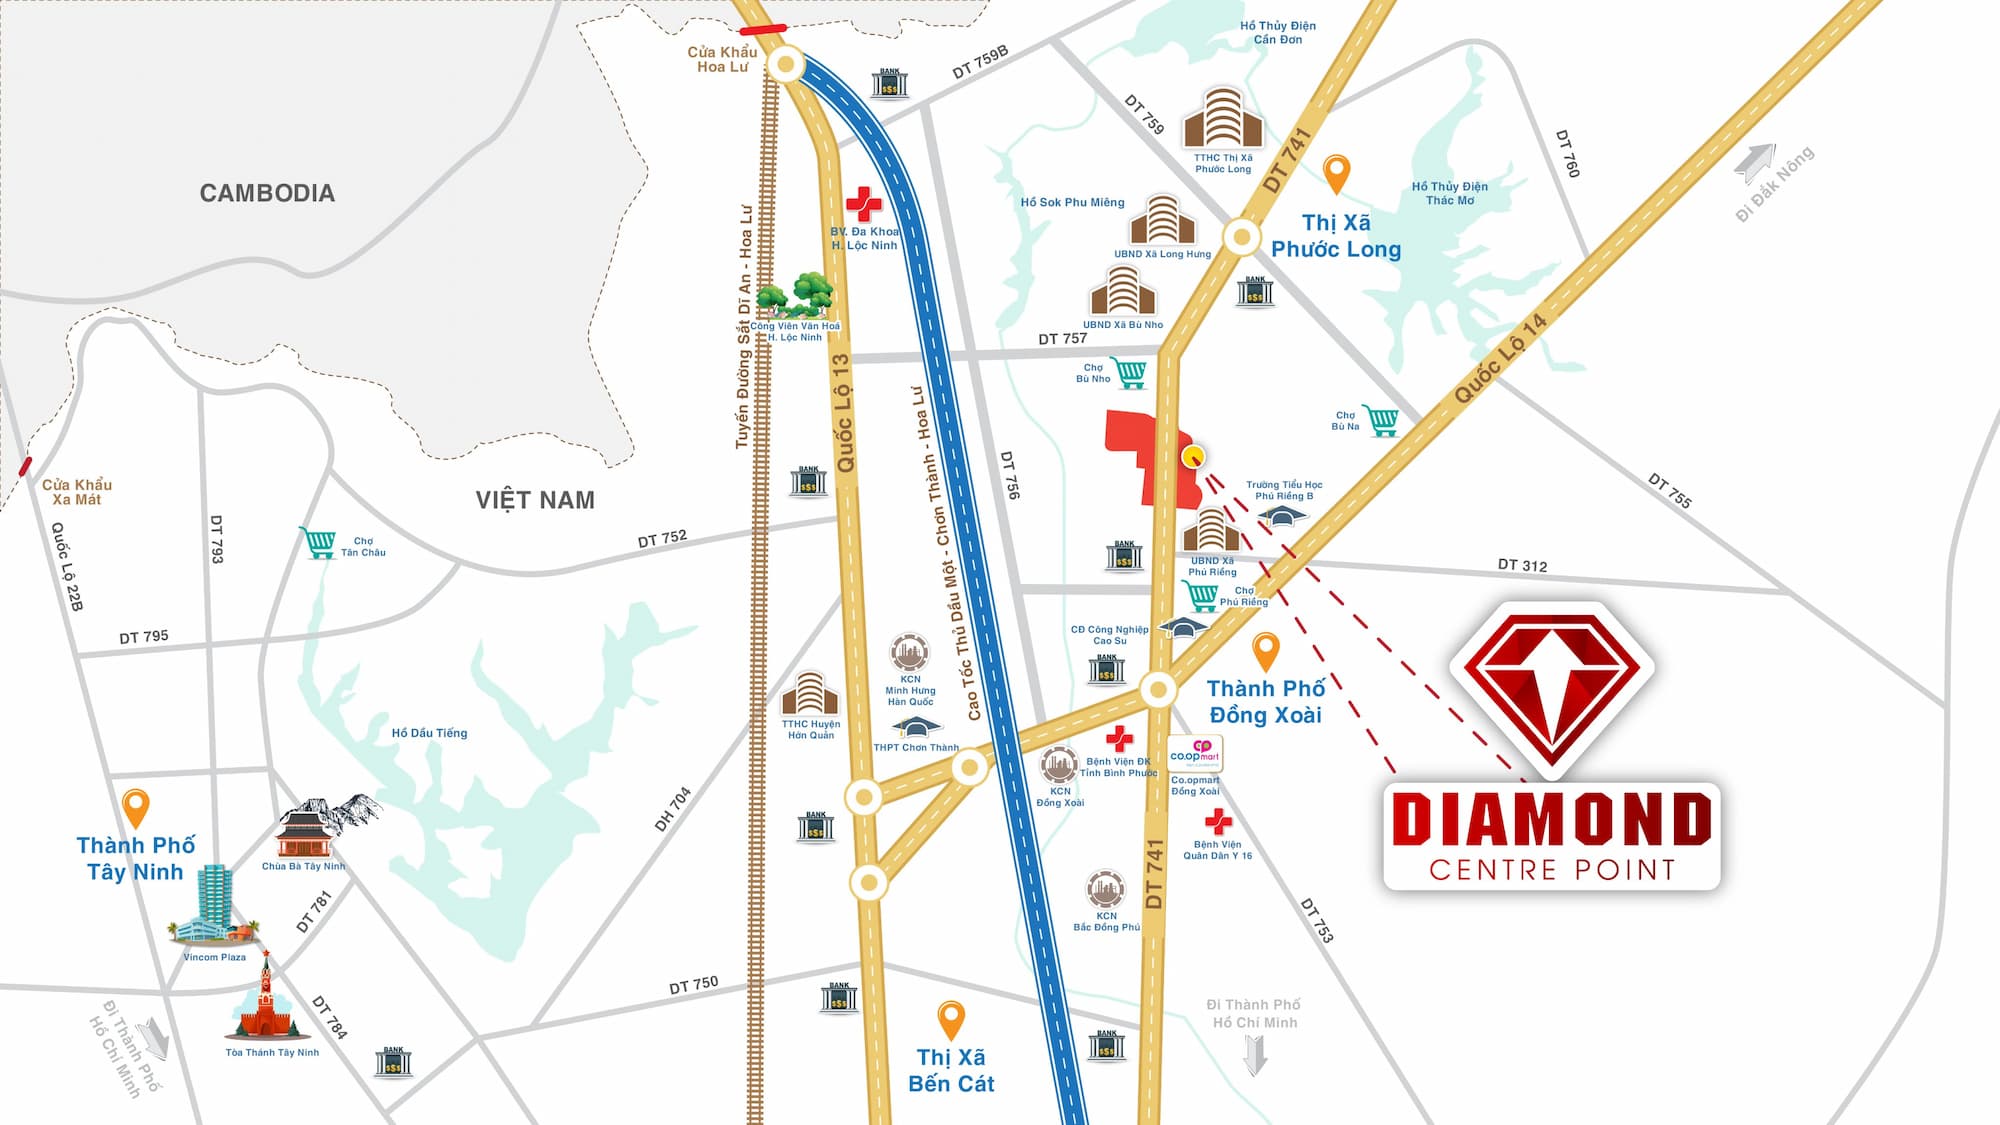 Cửa Khẩu
Hoa Lư
BANK
$$$
DT 759B
Hồ Thủy Điện
Cần Đơn
DT 759
TTHC Thị Xã
Phước Long
DT 741
DT 760
Đi Đắk Nông
CAMBODIA
Hồ Sok Phu Miêng
Hồ Thủy Điện
Thác Mơ
Thị Xã
Phước Long
BV. Đa Khoa
H. Lộc Ninh
UBND Xã Long Hưng
BANK
$$$
Tuyến Đường Sắt Dĩ An - Hoa Lư
Công Viên Văn Hoá
H. Lộc Ninh
UBND Xã Bù Nho
DT 757
Quốc Lộ 14
Chợ
Bù Nho
Quốc Lộ 13
Chợ
Bù Na
Cửa Khẩu
Xa Mát
VIỆT NAM
BANK
$$$
Cao Tốc Thủ Dầu Một - Chơn Thành - Hoa Lư
DT 756
Trường Tiểu Học
Phú Riềng B
DT 755
Quốc Lộ 22B
DT 793
Chợ
Tân Châu
DT 752
BANK
$$$
UBND Xã
Phú Riềng
DT 312
Chợ
Phú Riềng
DT 795
CĐ Công Nghiệp
Cao Su
BANK
$$$
KCN
Minh Hưng
Hàn Quốc
Thành Phố
Đồng Xoài
TTHC Huyện
Hớn Quản
THPT Chơn Thành
Hồ Dầu Tiếng
Bệnh Viện ĐK
Tỉnh Bình Phước
KCN
Đồng Xoài
co.opmart
Co.opmart
Đồng Xoài
DIAMOND
CENTRE POINT
DH 704
BANK
$$$
Thành Phố
Tây Ninh
Chùa Bà Tây Ninh
Bệnh Viện
Quân Dân Y 16
DT 741
KCN
Bắc Đồng Phú
DT 781
DT 753
Vincom Plaza
DT 750
BANK
$$$
Đi Thành Phố
Hồ Chí Minh
DT 784
Tòa Thánh Tây Ninh
BANK
$$$
Thị Xã
Bến Cát
BANK
$$$
Đi Thành Phố
Hồ Chí Minh